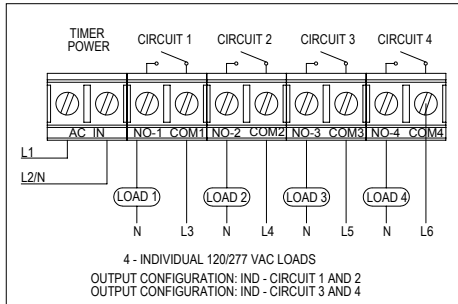 TIMER
POWER
CIRCUIT 1 CIRCUIT 2 CIRCUIT 3 CIRCUIT 4
AC IN NO-1 COM1 NO-2 COM2 NO-3 COM3 NO-4 COM4
L1
L2/N
LOAD 1 LOAD 2 LOAD 3 LOAD 4
N L3 N L4 N L5 N L6
4 - INDIVIDUAL 120/277 VAC LOADS
OUTPUT CONFIGURATION: IND - CIRCUIT 1 AND 2
OUTPUT CONFIGURATION: IND - CIRCUIT 3 AND 4